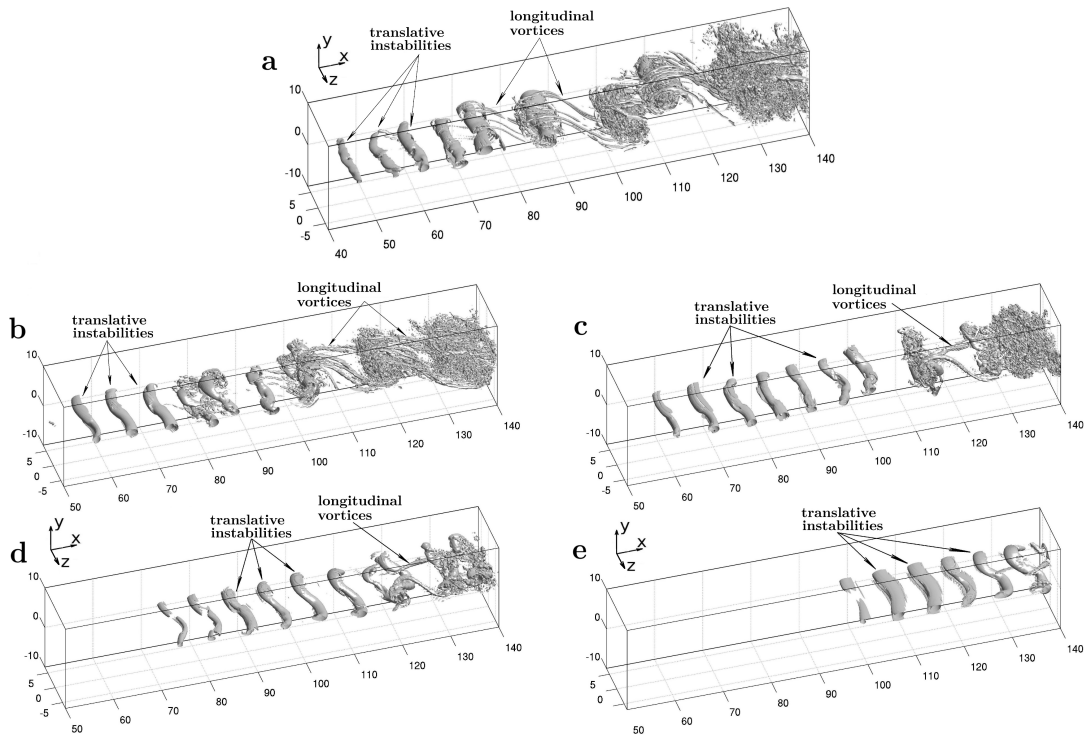 a
y
x
z
translative
instabilities
longitudinal
vortices
10
0
-10
5
0
-5
40
50
60
70
80
90
100
110
120
130
140
b
translative
instabilities
longitudinal
vortices
10
0
-10
5
0
-5
50
60
70
80
90
100
110
120
130
140
c
translative
instabilities
longitudinal
vortices
10
0
-10
5
0
-5
50
60
70
80
90
100
110
120
130
140
d
y
x
z
translative
instabilities
longitudinal
vortices
10
0
-10
5
0
-5
50
60
70
80
90
100
110
120
130
140
e
y
x
z
translative
instabilities
10
0
-10
5
0
-5
50
60
70
80
90
100
110
120
130
140